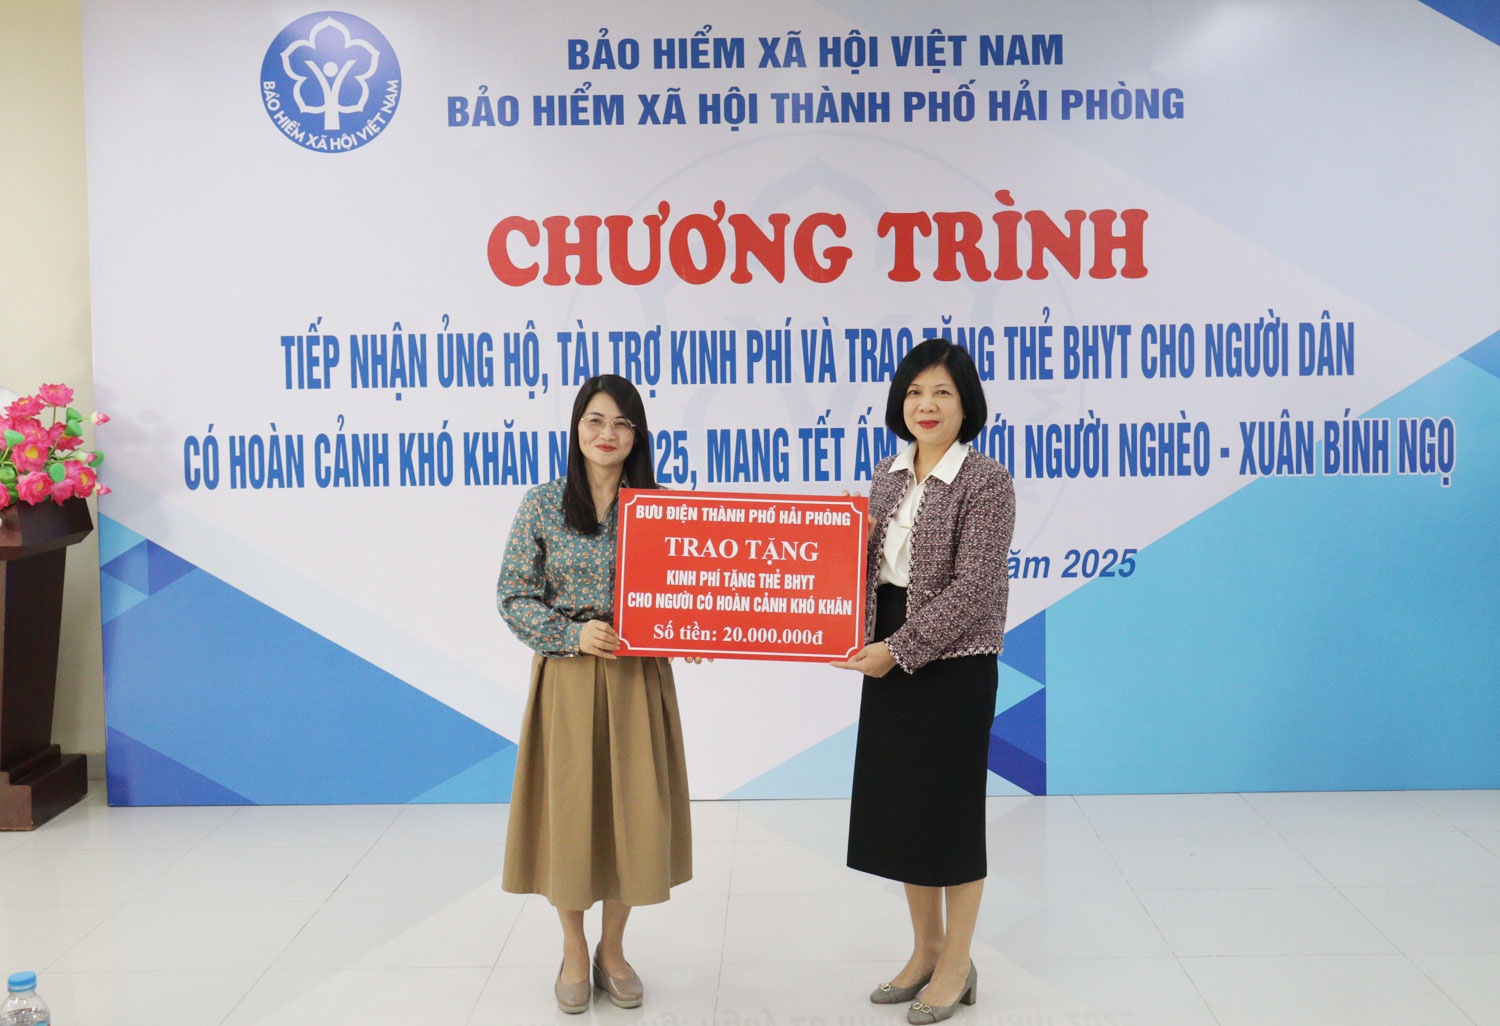 BẢO HIỂM XÃ HỘI VIỆT NAM
BẢO HIỂM XÃ HỘI VIỆT NAM
BẢO HIỂM XÃ HỘI THÀNH PHỐ HẢI PHÒNG
CHƯƠNG TRÌNH
TIẾP NHẬN ỦNG HỘ, TÀI TRỢ KINH PHÍ VÀ TRAO TẶNG THẺ BHYT CHO NGƯỜI DÂN
CÓ HOÀN CẢNH KHÓ KHĂN 2025, MANG TẾT ẤM VỚI NGƯỜI NGHÈO - XUÂN BÍNH NGỌ
năm 2025
BƯU ĐIỆN THÀNH PHỐ HẢI PHÒNG
TRAO TẶNG
KINH PHÍ TẶNG THẺ BHYT
CHO NGƯỜI CÓ HOÀN CẢNH KHÓ KHĂN
Số tiền: 20.000.000đ